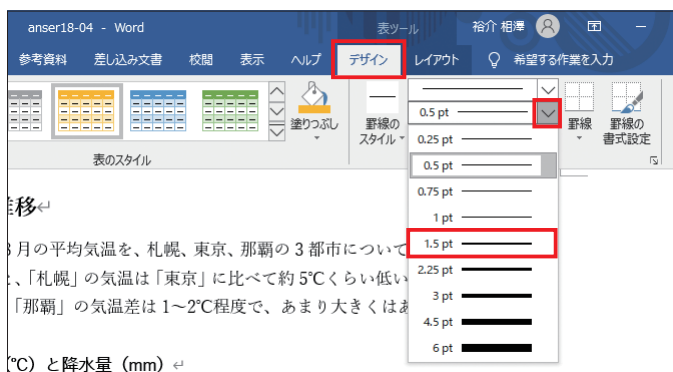 anser18-04 - Word 表ツール 裕介 相澤
参考資料 差し込み文書 校閲 表示 ヘルプ デザイン レイアウト 希望する作業を入力
塗りつぶし
罫線の
スタイル
0.5 pt
罫線
罫線の
書式設定
表のスタイル
0.25 pt
0.5 pt
0.75 pt
1 pt
1.5 pt
2.25 pt
3 pt
4.5 pt
6 pt
移
月の平均気温を、札幌、東京、那覇の 3 都市について
、「札幌」の気温は「東京」に比べて約 5℃くらい低い
「那覇」の気温差は 1～2℃程度で、あまり大きくはあ
(℃) と降水量 (mm)